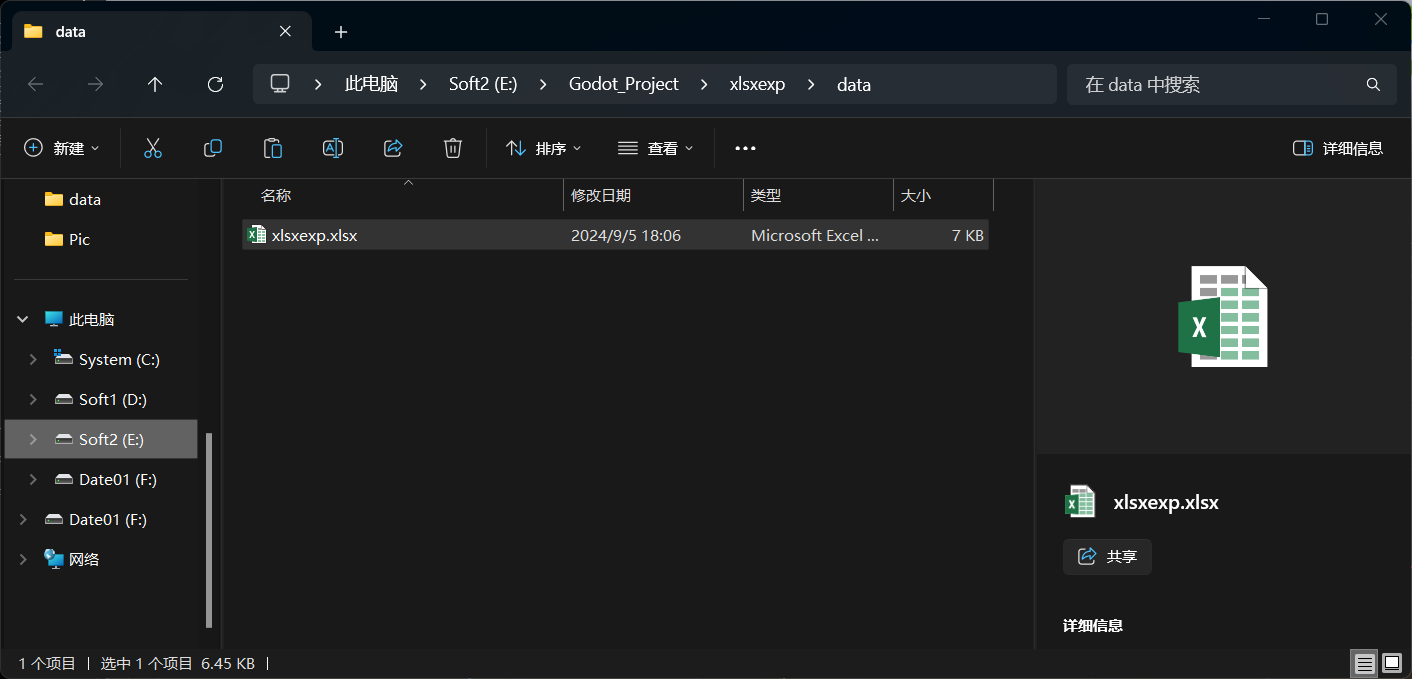 data
此电脑 Soft2 (E:) Godot_Project xlsxexp data
在 data 中搜索
新建 排序 查看 详细信息
data
Pic
此电脑
System (C:)
Soft1 (D:)
Soft2 (E:)
Date01 (F:)
Date01 (F:)
网络
名称 修改日期 类型 大小
xlsxexp.xlsx 2024/9/5 18:06 Microsoft Excel ... 7 KB
xlsxexp.xlsx
共享
详细信息
1 个项目 选中 1 个项目 6.45 KB